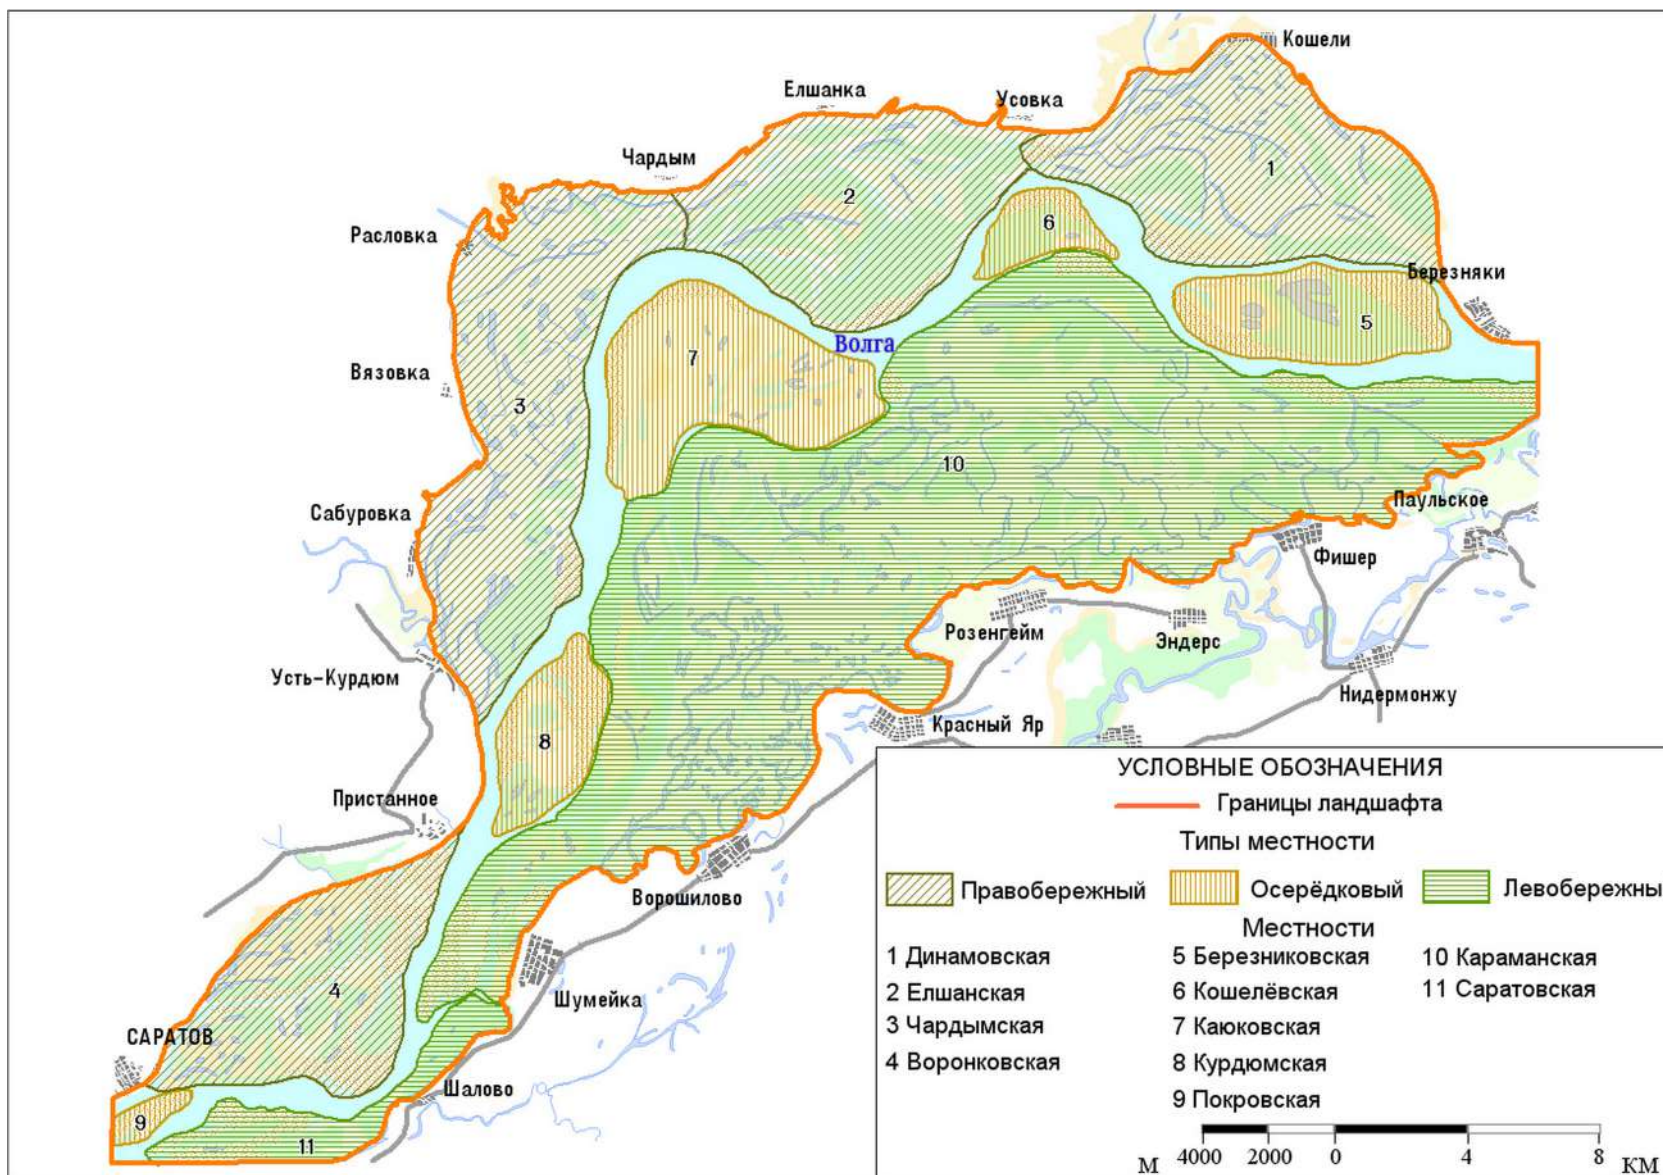 Кошели
Елшанка
Усовка
Чардым
1
2
6
Расловка
Березняки
5
Волга
7
Вязовка
3
10
Паульское
Сабуровка
Фишер
Розенгейм
Эндерс
Усть-Курдюм
Нидермонжу
Красный Яр
8
Пристанное
Ворошилово
4
Шумейка
САРАТОВ
Шалово
9
11
УСЛОВНЫЕ ОБОЗНАЧЕНИЯ
Границы ландшафта
Типы местности
Правобережный Осерёдковый Левобережны
Местности
1 Динамовская 5 Березниковская 10 Караманская
2 Елшанская 6 Кошелёвская 11 Саратовская
3 Чардымская 7 Каюковская
4 Воронковская 8 Курдюмская
9 Покровская
м 4000 2000 0 4 8 км